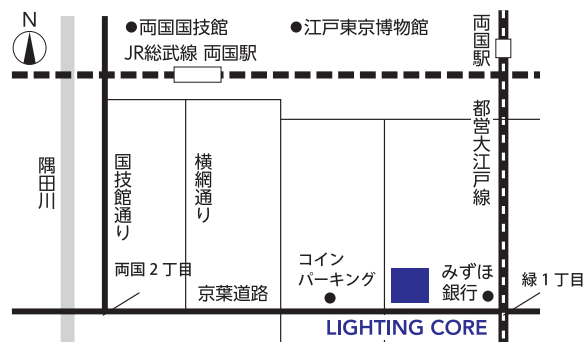 N
両国国技館
江戸東京博物館
JR総武線 両国駅
両国駅
都営大江戸線
隅田川
国技館通り
横綱通り
両国2丁目
京葉道路
コイン
パーキング
みずほ
銀行
緑1丁目
LIGHTING CORE